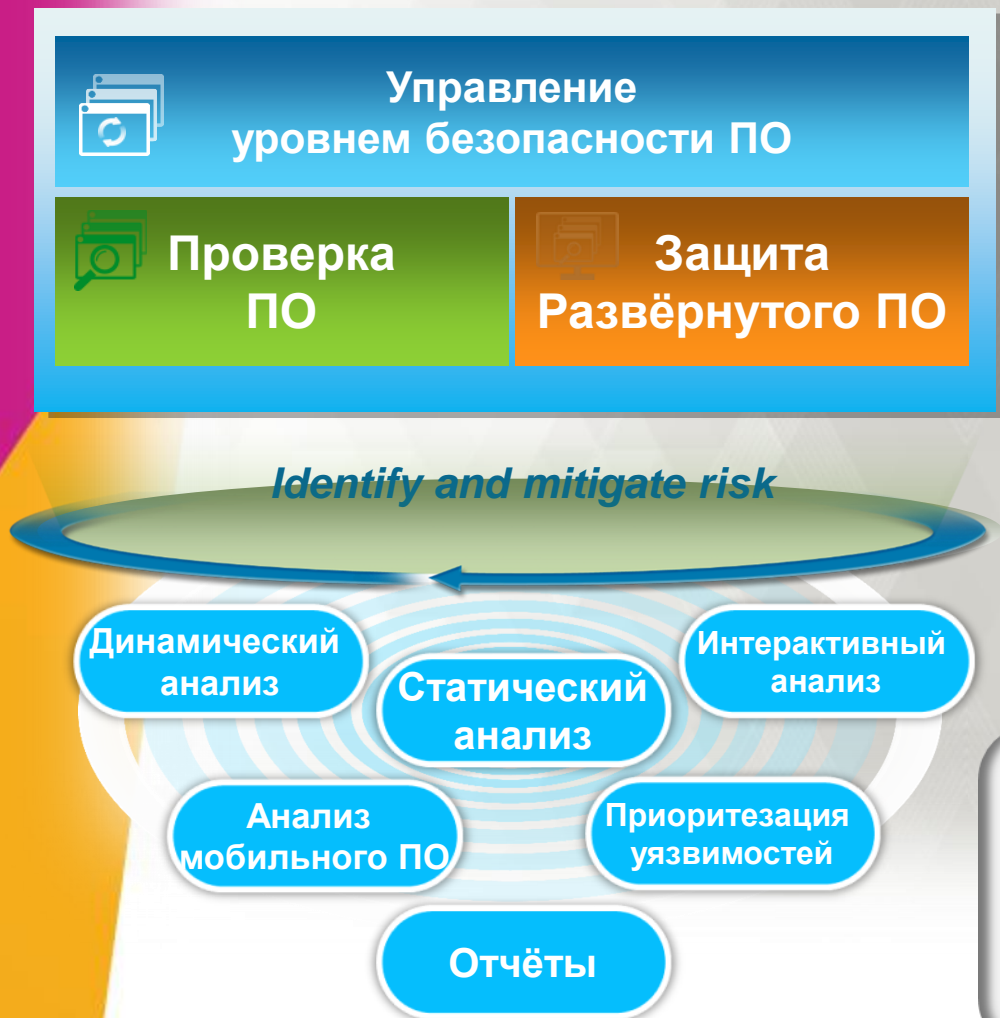 Управление
уровнем безопасности ПО
Проверка
ПО
Защита
Развёрнутого ПО
Identify and mitigate risk
Динамический
анализ
Статический
анализ
Интерактивный
анализ
Анализ
мобильного ПО
Приоритезация
уязвимостей
Отчёты